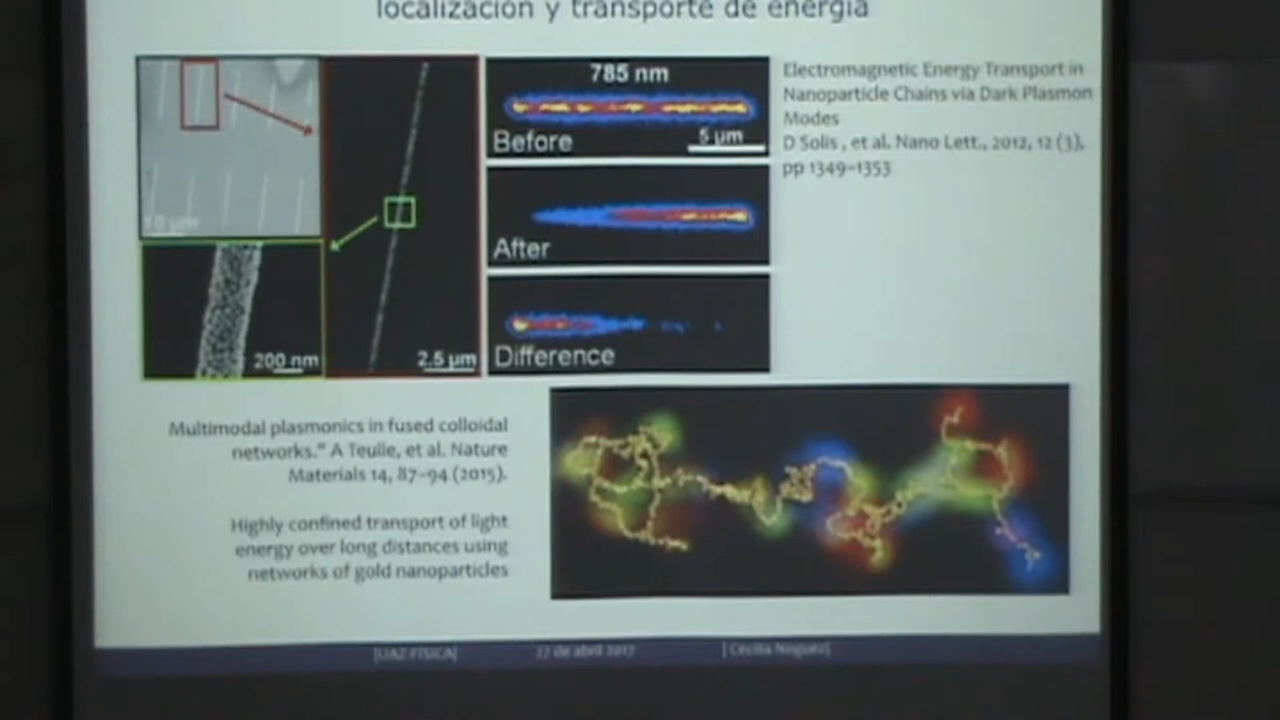 localización y transporte de energía
785 nm
5 µm
Before
After
Difference
10 µm
200 nm
2.5 µm
Electromagnetic Energy Transport in
Nanoparticle Chains via Dark Plasmon
Modes
D Solis , et al. Nano Lett., 2012, 12 (3),
pp 1349–1353
Multimodal plasmonics in fused colloidal
networks." A Teulle, et al. Nature
Materials 14, 87–94 (2015).
Highly confined transport of light
energy over long distances using
networks of gold nanoparticles
[UAZ-FISICA]
27 de abril 2017
[ Cecilia Noguez]